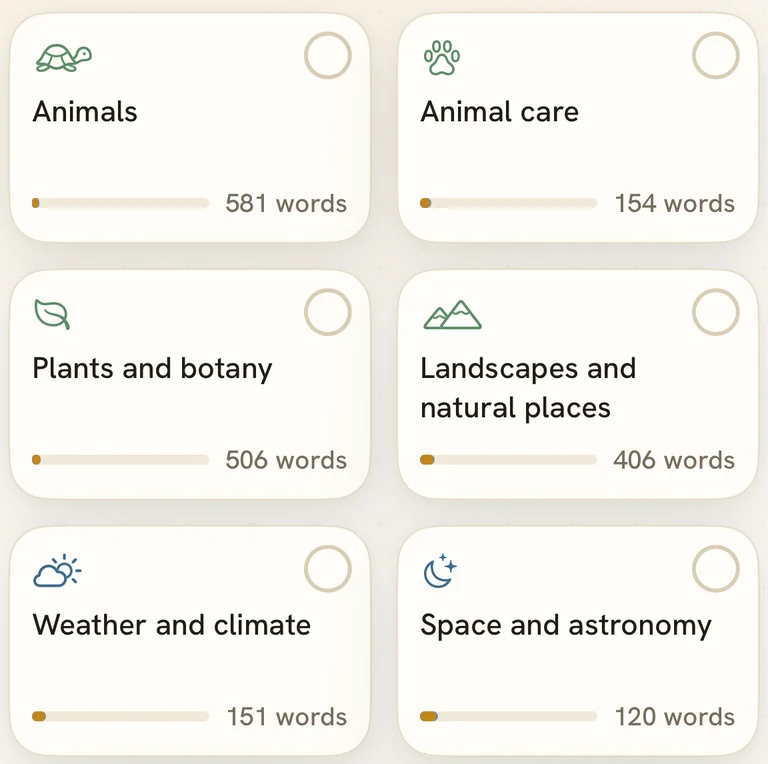 Animals
581 words
Animal care
154 words
Plants and botany
506 words
Landscapes and
natural places
406 words
Weather and climate
151 words
Space and astronomy
120 words